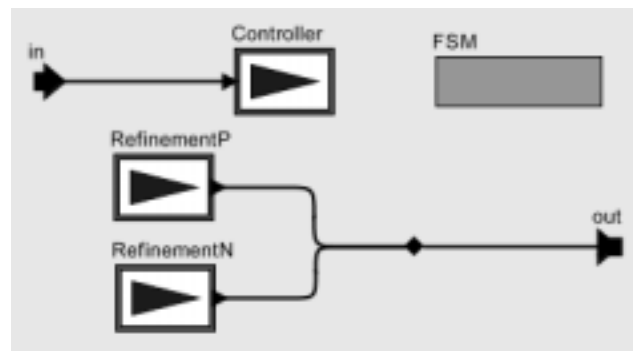 Controller
FSM
in
RefinementP
out
RefinementN